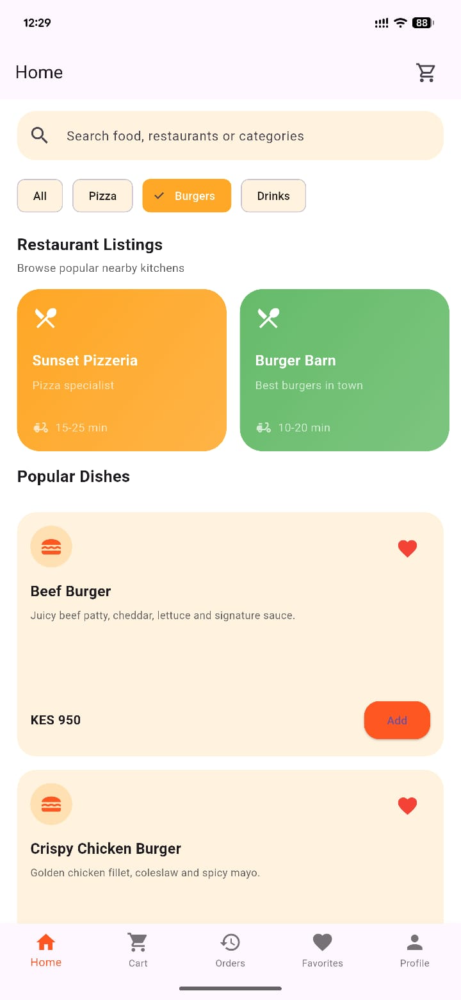 12:29
88
Home
Search food, restaurants or categories
All
Pizza
Burgers
Drinks
Restaurant Listings
Browse popular nearby kitchens
Sunset Pizzeria
Pizza specialist
15-25 min
Burger Barn
Best burgers in town
10-20 min
Popular Dishes
Beef Burger
Juicy beef patty, cheddar, lettuce and signature sauce.
KES 950
Add
Crispy Chicken Burger
Golden chicken fillet, coleslaw and spicy mayo.
Home
Cart
Orders
Favorites
Profile